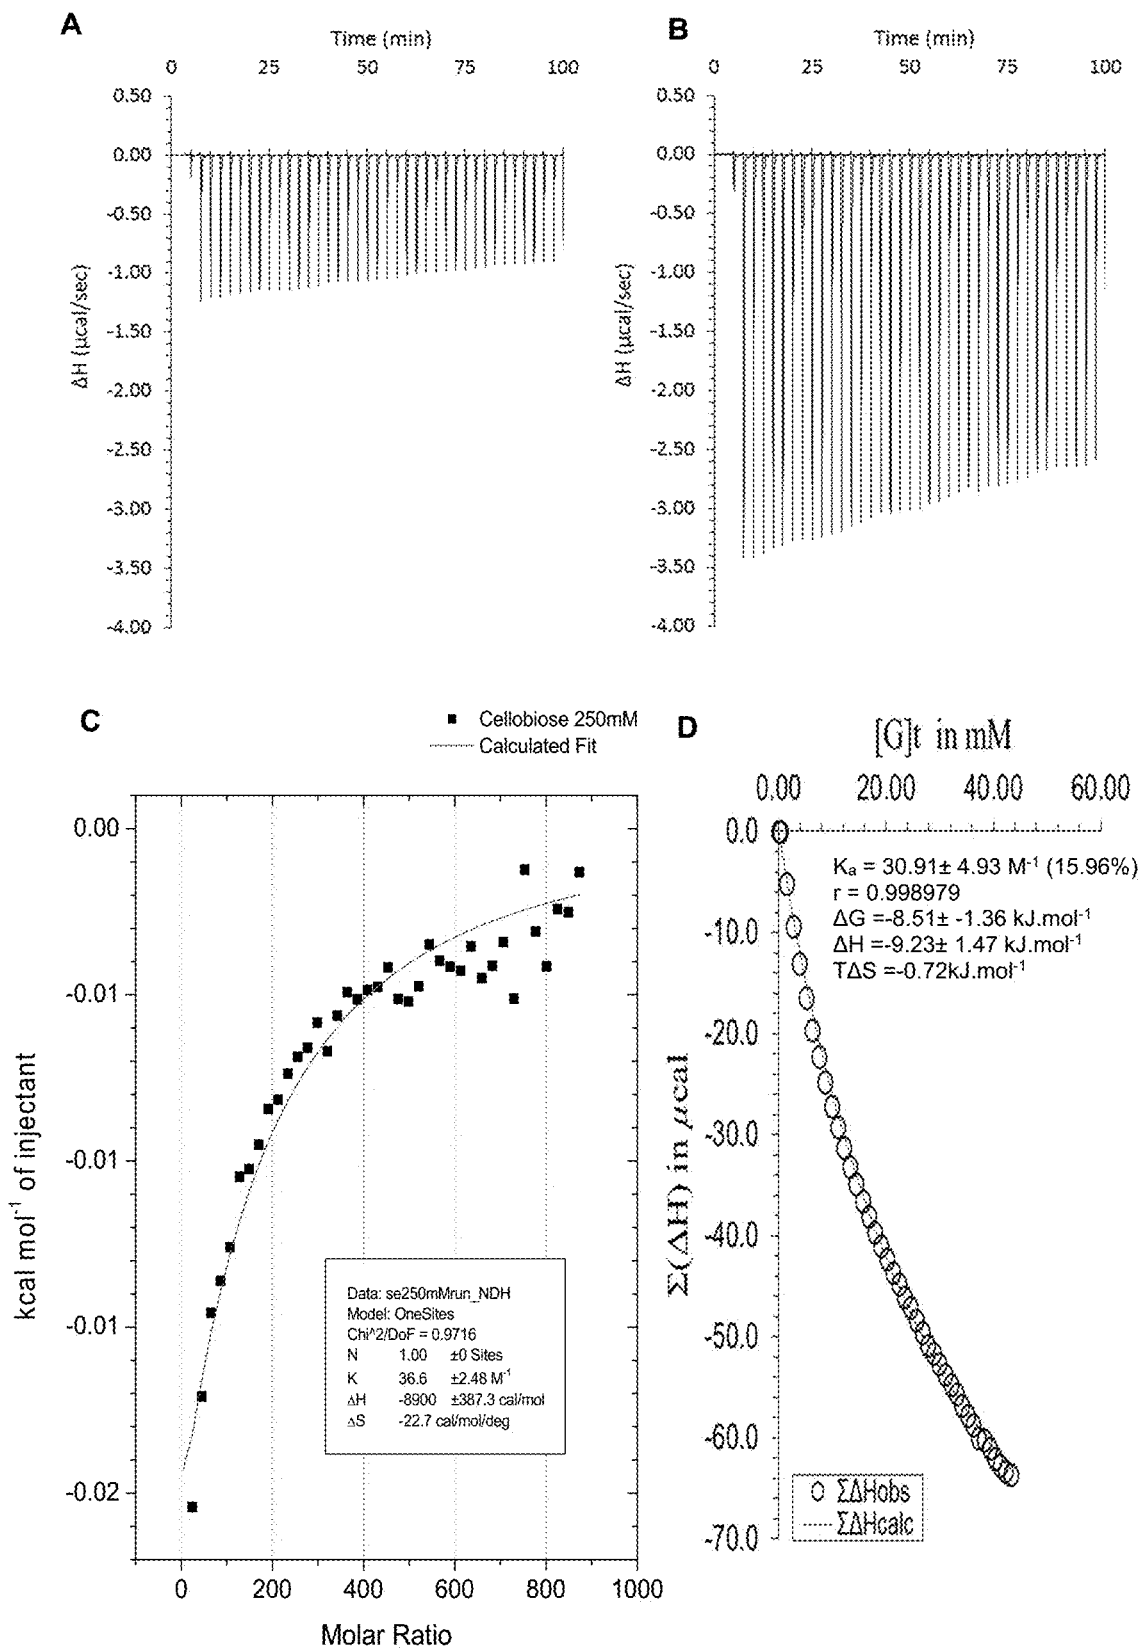 A
Time (min)
0 25 50 75 100
0.50
0.00
-0.50
-1.00
-1.50
-2.00
-2.50
-3.00
-3.50
-4.00
ΔH (µcal/sec)
B
Time (min)
0 25 50 75 100
0.50
0.00
-0.50
-1.00
-1.50
-2.00
-2.50
-3.00
-3.50
-4.00
ΔH (µcal/sec)
C
Cellobiose 250mM
Calculated Fit
0.00
-0.01
-0.01
-0.01
-0.02
kcal mol⁻¹ of injectant
Data: se250mMrun_NDH
Model: OneSites
Chi^2/DoF = 0.9716
N 1.00 ±0 Sites
K 36.6 ±2.48 M⁻¹
ΔH -8900 ±387.3 cal/mol
ΔS -22.7 cal/mol/deg
0 200 400 600 800 1000
Molar Ratio
D
[G]t in mM
0.00 20.00 40.00 60.00
0.0
-10.0
-20.0
-30.0
-40.0
-50.0
-60.0
-70.0
Σ(ΔH) in µcal
Kₐ = 30.91± 4.93 M⁻¹ (15.96%)
r = 0.998979
ΔG =-8.51± -1.36 kJ.mol⁻¹
ΔH =-9.23± 1.47 kJ.mol⁻¹
TΔS =-0.72kJ.mol⁻¹
ΣΔHobs
ΣΔHcalc